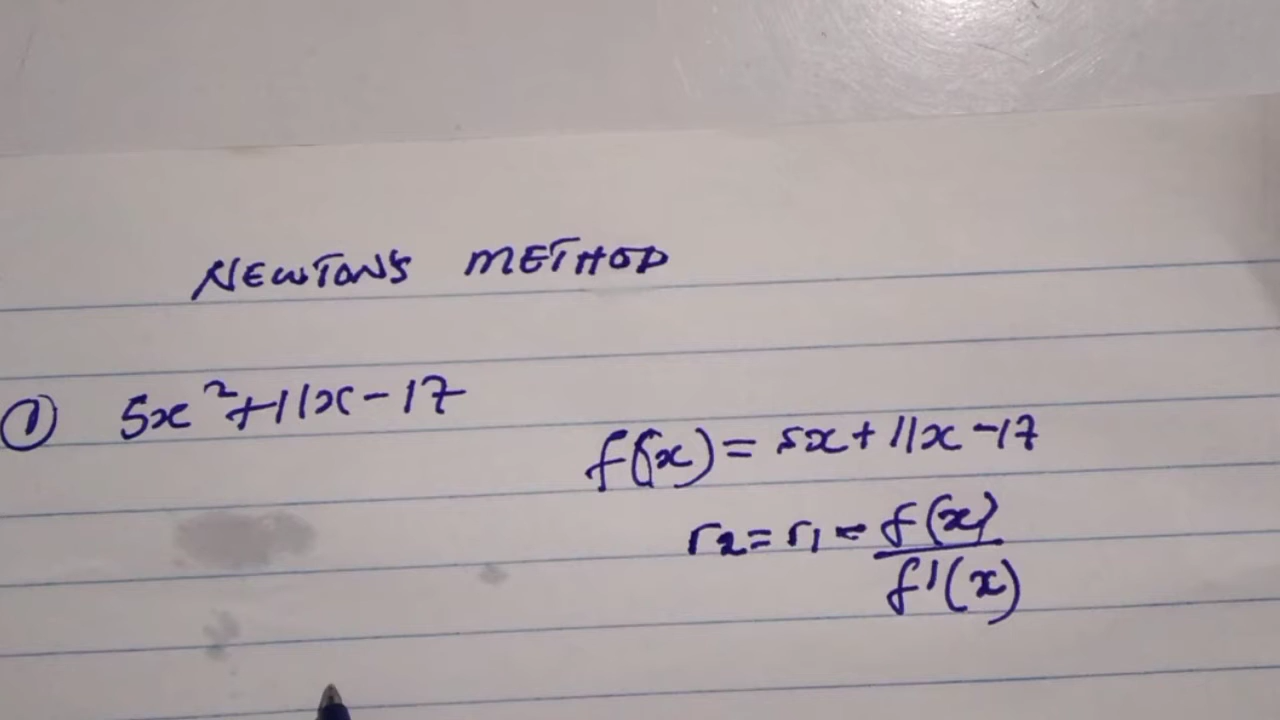 NEWTON'S METHOD
① 5x²+11x-17
f(x) = 5x + 11x - 17
r₂ = r₁ - f(x)/f'(x)